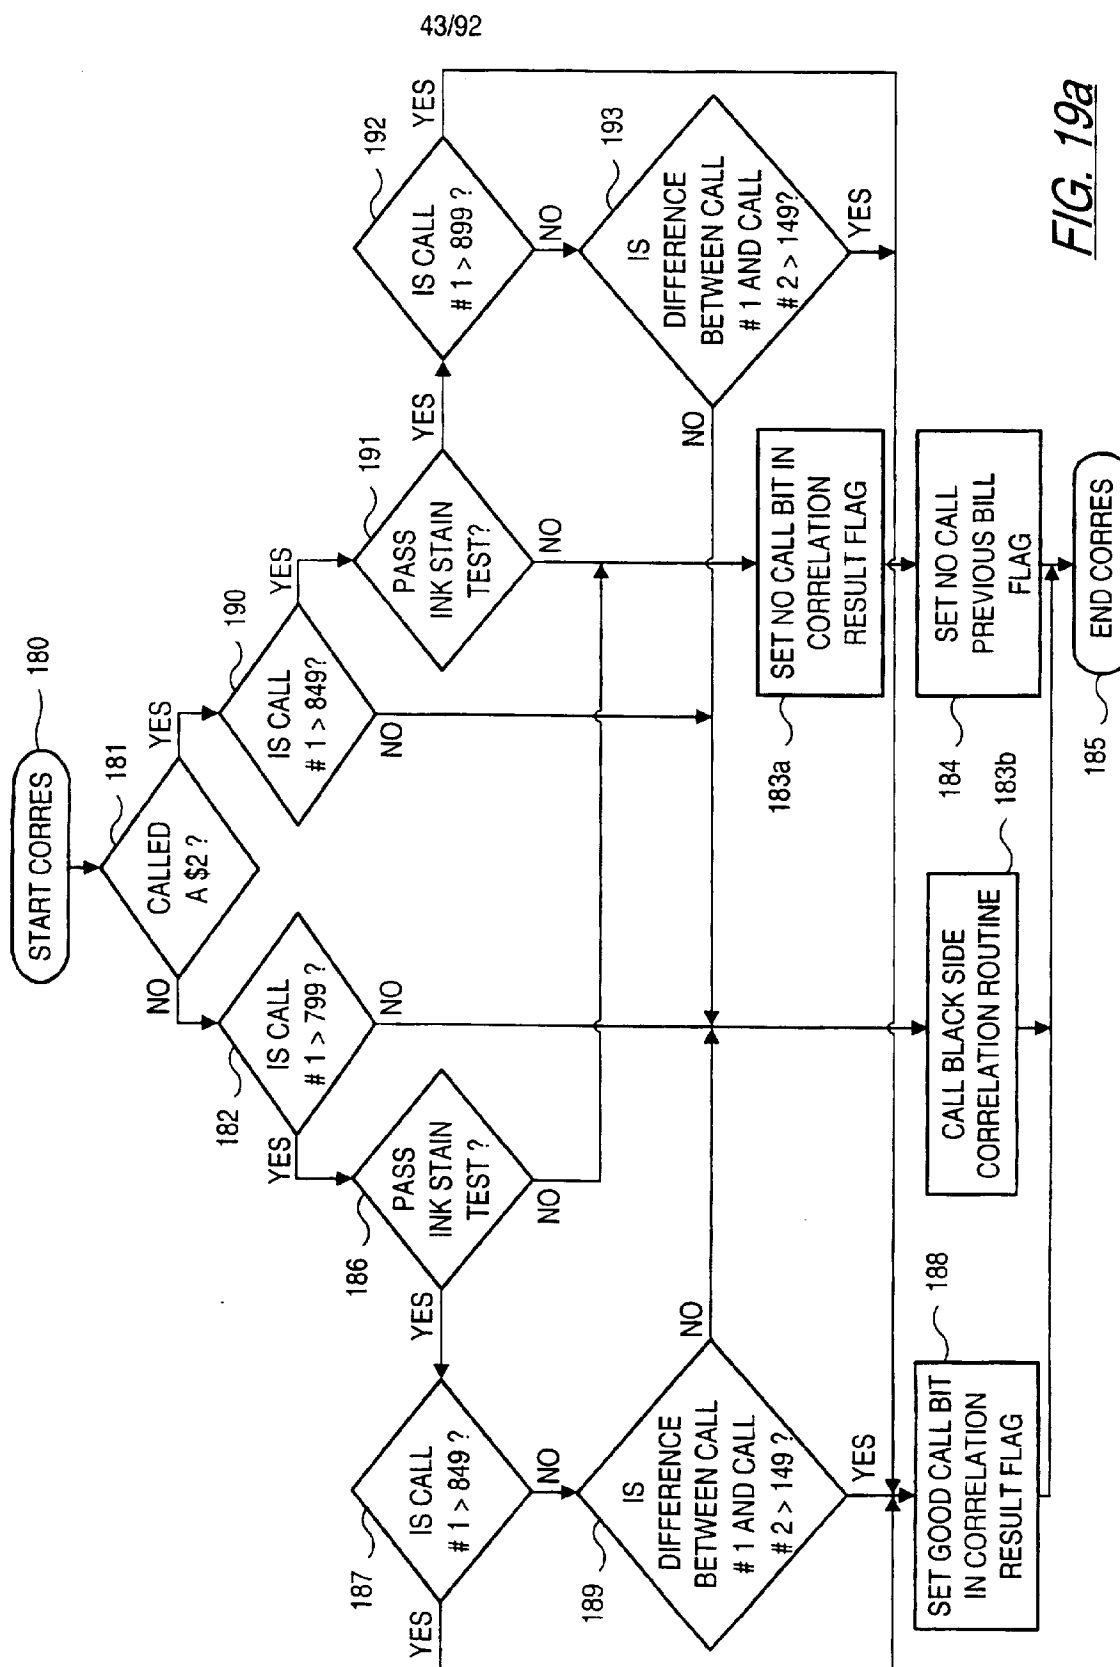 43/92
START CORRES
180
CALLED
A $2 ?
181
NO
YES
IS CALL
# 1 > 799 ?
182
YES
NO
IS CALL
# 1 > 849?
190
YES
NO
PASS
INK STAIN
TEST ?
186
YES
NO
PASS
INK STAIN
TEST?
191
YES
NO
IS CALL
# 1 > 849 ?
187
YES
NO
IS CALL
# 1 > 899 ?
192
YES
NO
IS
DIFFERENCE
BETWEEN CALL
# 1 AND CALL
# 2 > 149 ?
189
NO
YES
IS
DIFFERENCE
BETWEEN CALL
# 1 AND CALL
# 2 > 149?
193
NO
YES
SET NO CALL BIT IN
CORRELATION
RESULT FLAG
183a
SET GOOD CALL BIT
IN CORRELATION
RESULT FLAG
188
CALL BLACK SIDE
CORRELATION ROUTINE
183b
SET NO CALL
PREVIOUS BILL
FLAG
184
END CORRES
185
FIG. 19a